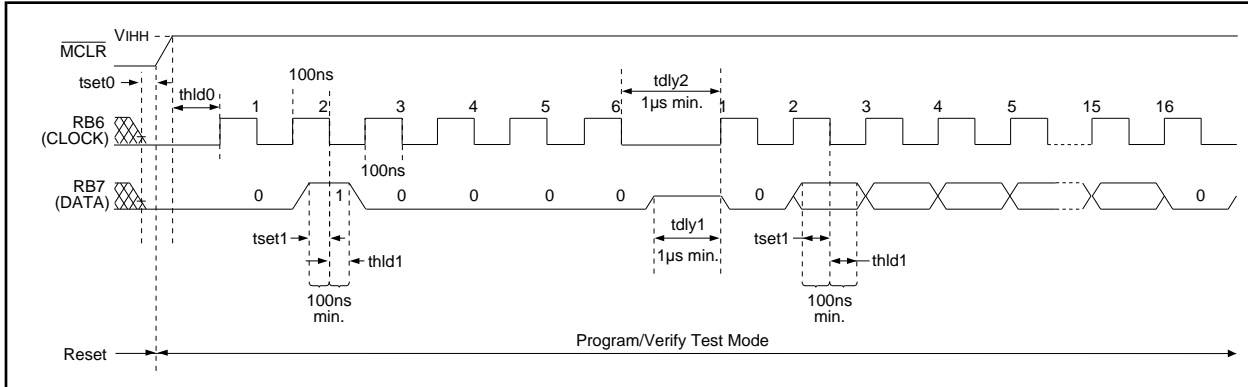 VIHH
MCLR
tset0
thld0
100ns
tdly2
1µs min.
1 2 3 4 5 6 1 2 3 4 5 15 16
RB6
(CLOCK)
100ns
RB7
(DATA)
0 1 0 0 0 0 0 0
tset1
thld1
100ns
min.
tdly1
1µs min.
tset1
thld1
100ns
min.
Reset
Program/Verify Test Mode